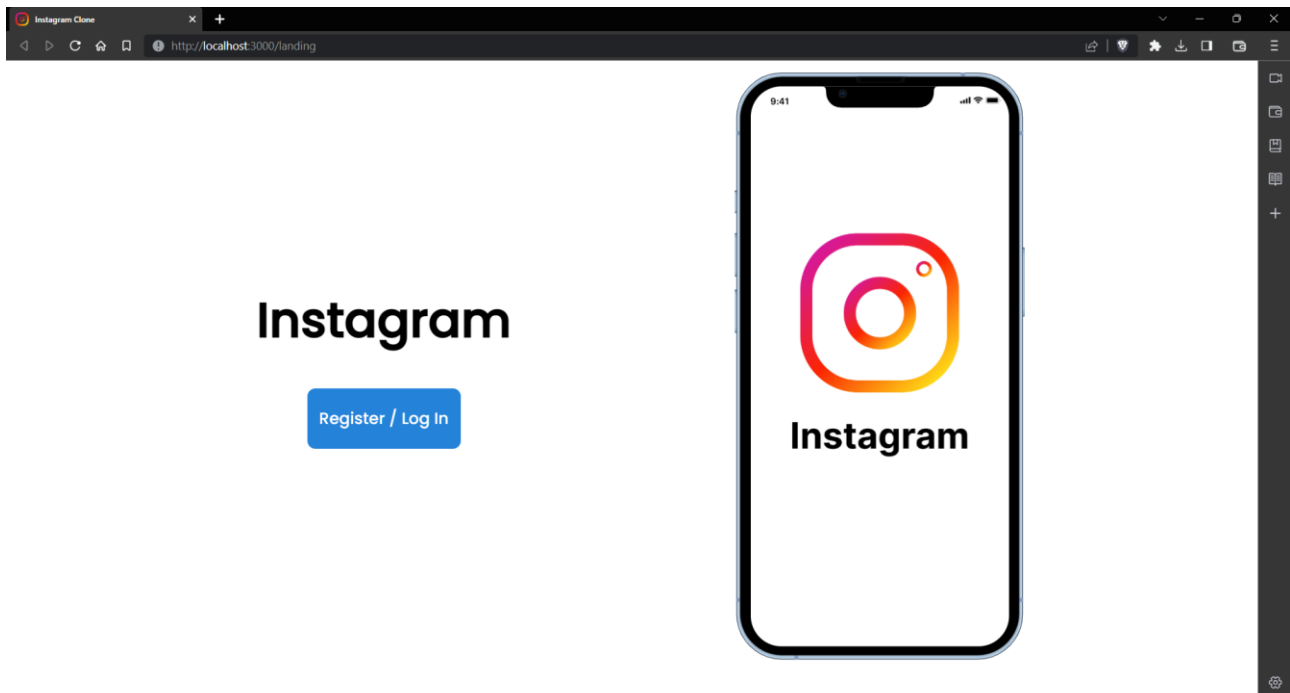 Instagram Clone
http://localhost:3000/landing
9:41
Instagram
Register / Log In
Instagram